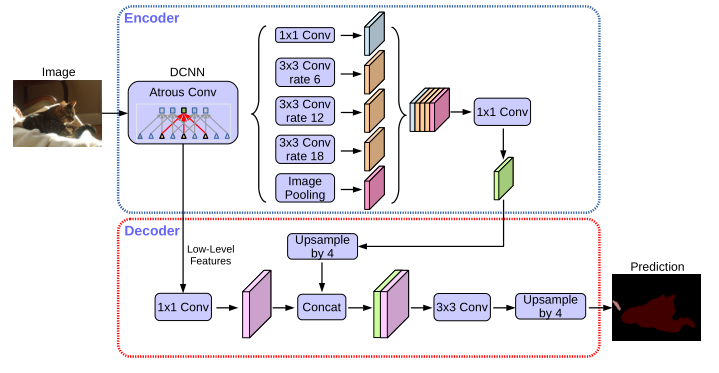 Encoder
Image
DCNN
Atrous Conv
1x1 Conv
3x3 Conv
rate 6
3x3 Conv
rate 12
3x3 Conv
rate 18
Image
Pooling
1x1 Conv
Decoder
Low-Level
Features
Upsample
by 4
1x1 Conv
Concat
3x3 Conv
Upsample
by 4
Prediction